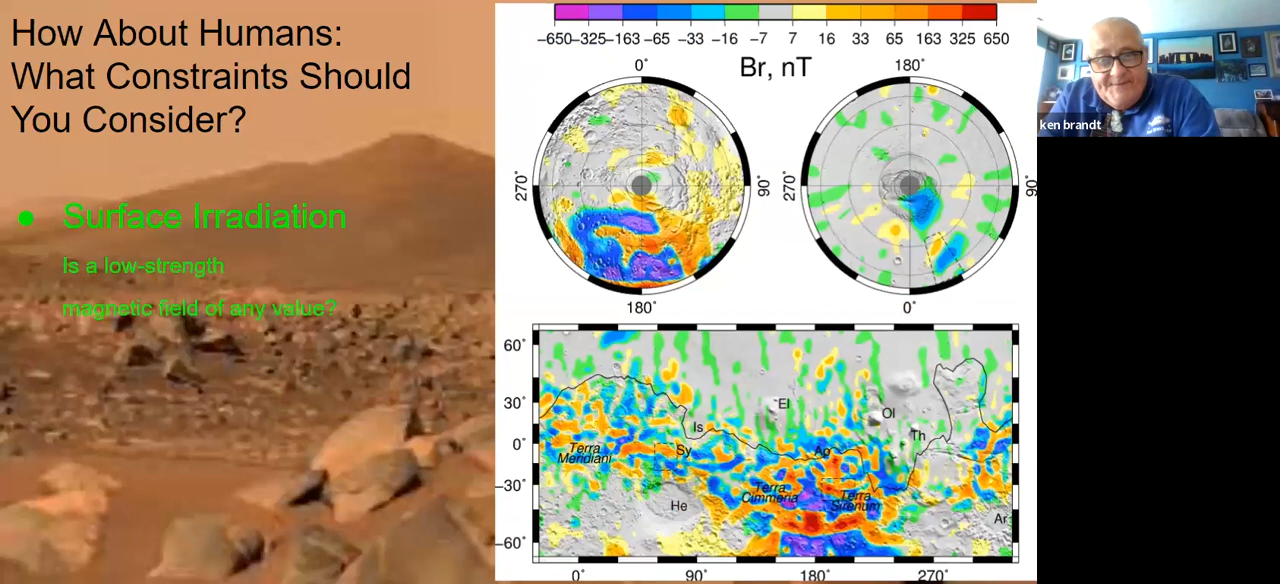 How About Humans:
What Constraints Should
You Consider?
● Surface Irradiation
Is a low-strength
magnetic field of any value?
−650−325−163 −65 −33 −16 −7 7 16 33 65 163 325 650
Br, nT
0°
270°
90°
180°
180°
270°
90°
0°
60°
30°
0°
−30°
−60°
El
Ol
Is
Th
Sy
Ap
Terra
Meridiani
Terra
Cimmeria
Terra
Sirenum
He
Ar
0° 90° 180° 270°
ken brandt